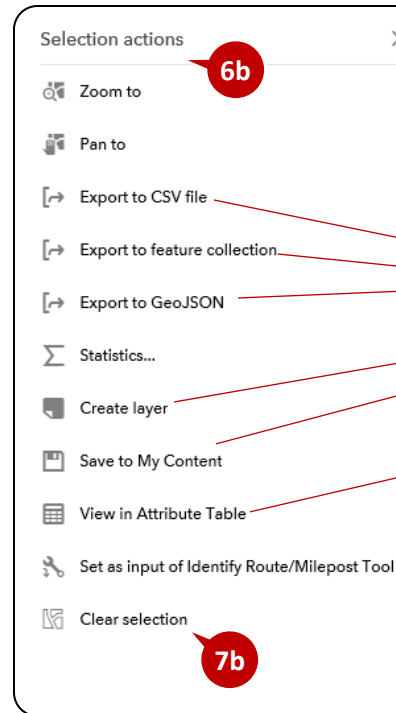 Selection actions
6b
Zoom to
Pan to
Export to CSV file
Export to feature collection
Export to GeoJSON
Statistics...
Create layer
Save to My Content
View in Attribute Table
Set as input of Identify Route/Milepost Tool
Clear selection
7b